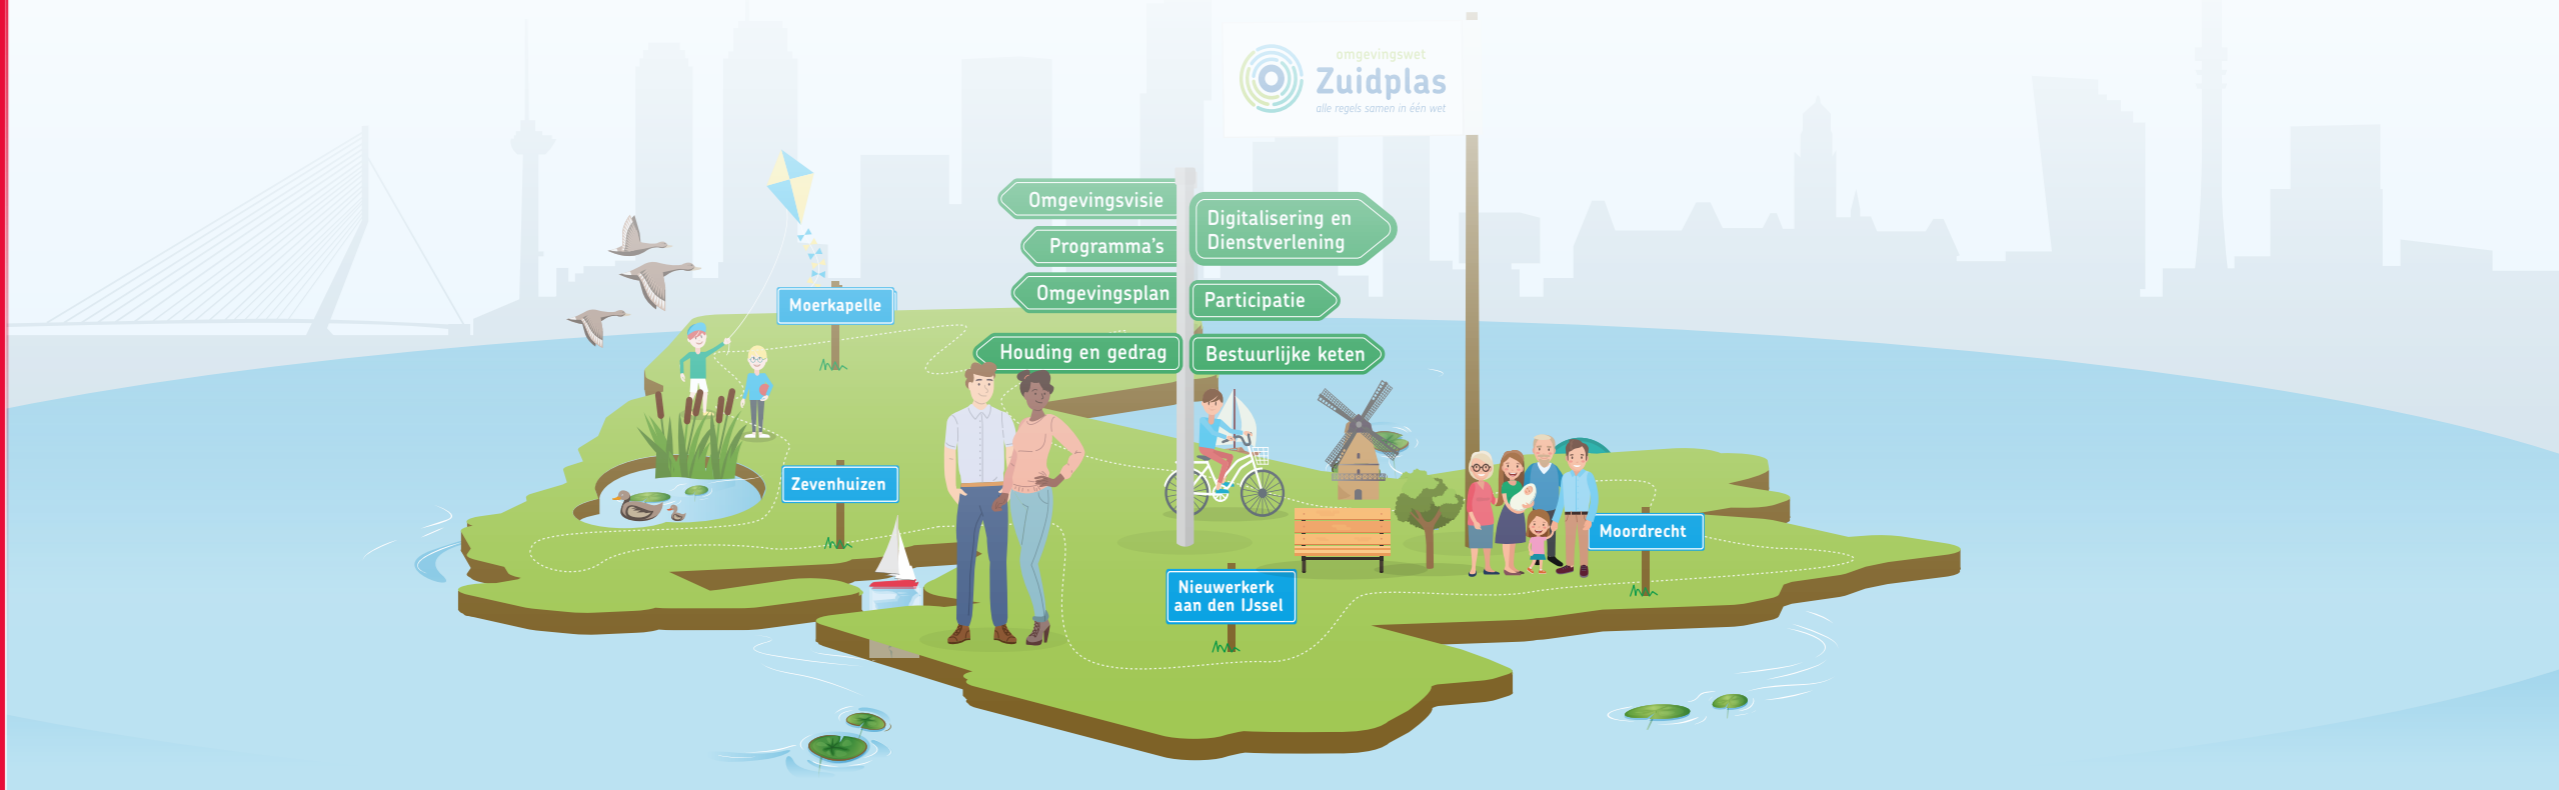 omgevingswet
Zuidplas
alle regels samen in één wet
Omgevingsvisie
Programma's
Omgevingsplan
Houding en gedrag
Digitalisering en
Dienstverlening
Participatie
Bestuurlijke keten
Moerkapelle
Zevenhuizen
Moordrecht
Nieuwerkerk
aan den IJssel